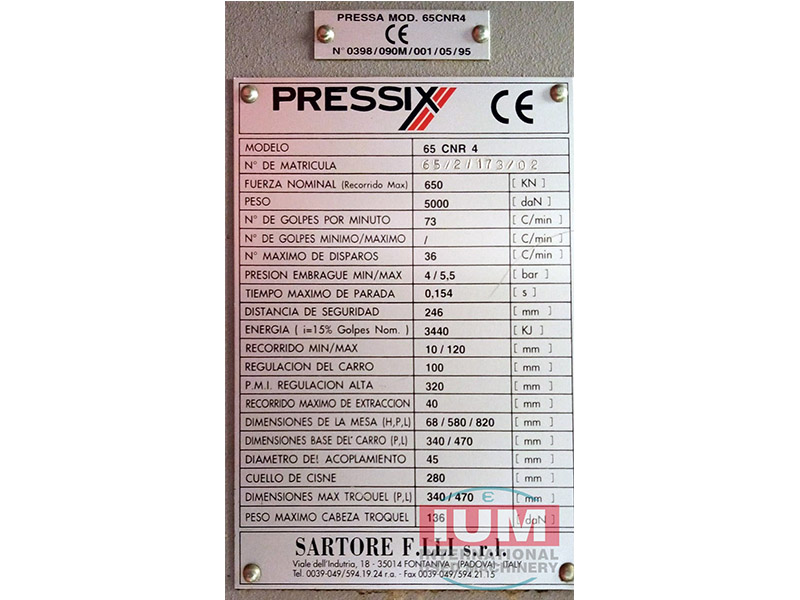 PRESSA MOD. 65CNR4
CE
N° 0398/090M/001/05/95
PRESSIX CE
MODELO 65 CNR 4
N° DE MATRICULA 65/2/173/02
FUERZA NOMINAL (Recorrido Max) 650 [ KN ]
PESO 5000 [ daN ]
N° DE GOLPES POR MINUTO 73 [ C/min ]
N° DE GOLPES MINIMO/MAXIMO / [ C/min ]
N° MAXIMO DE DISPAROS 36 [ C/min ]
PRESION EMBRAGUE MIN/MAX 4 / 5,5 [ bar ]
TIEMPO MAXIMO DE PARADA 0,154 [ s ]
DISTANCIA DE SEGURIDAD 246 [ mm ]
ENERGIA ( i=15% Golpes Nom. ) 3440 [ KJ ]
RECORRIDO MIN/MAX 10 / 120 [ mm ]
REGULACION DEL CARRO 100 [ mm ]
P.M.I. REGULACION ALTA 320 [ mm ]
RECORRIDO MAXIMO DE EXTRACCION 40 [ mm ]
DIMENSIONES DE LA MESA (H,P,L) 68 / 580 / 820 [ mm ]
DIMENSIONES BASE DEL' CARRO (P,L) 340 / 470 [ mm ]
DIAMETRO DEL ACOPLAMIENTO 45 [ mm ]
CUELLO DE CISNE 280 [ mm ]
DIMENSIONES MAX TROQUEL (P,L) 340 / 470 [ mm ]
PESO MAXIMO CABEZA TROQUEL 136 [ daN ]
IUM
INTERNATIONAL
USED MACHINERY
SARTORE F.LLI s.r.l.
Viale dell'Indutria, 18 - 35014 FONTANIVA - (PADOVA) - ITALY
Tel. 0039-049/594.19.24 r.a. - Fax 0039-049/594.21.15